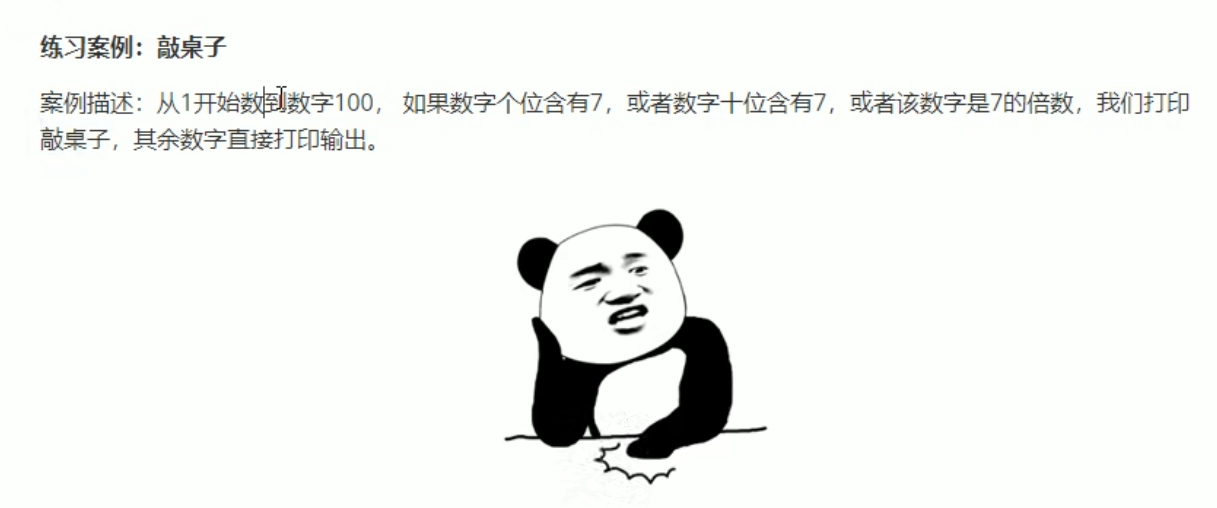 练习案例：敲桌子
案例描述：从1开始数到数字100， 如果数字个位含有7，或者数字十位含有7，或者该数字是7的倍数，我们打印
敲桌子，其余数字直接打印输出。